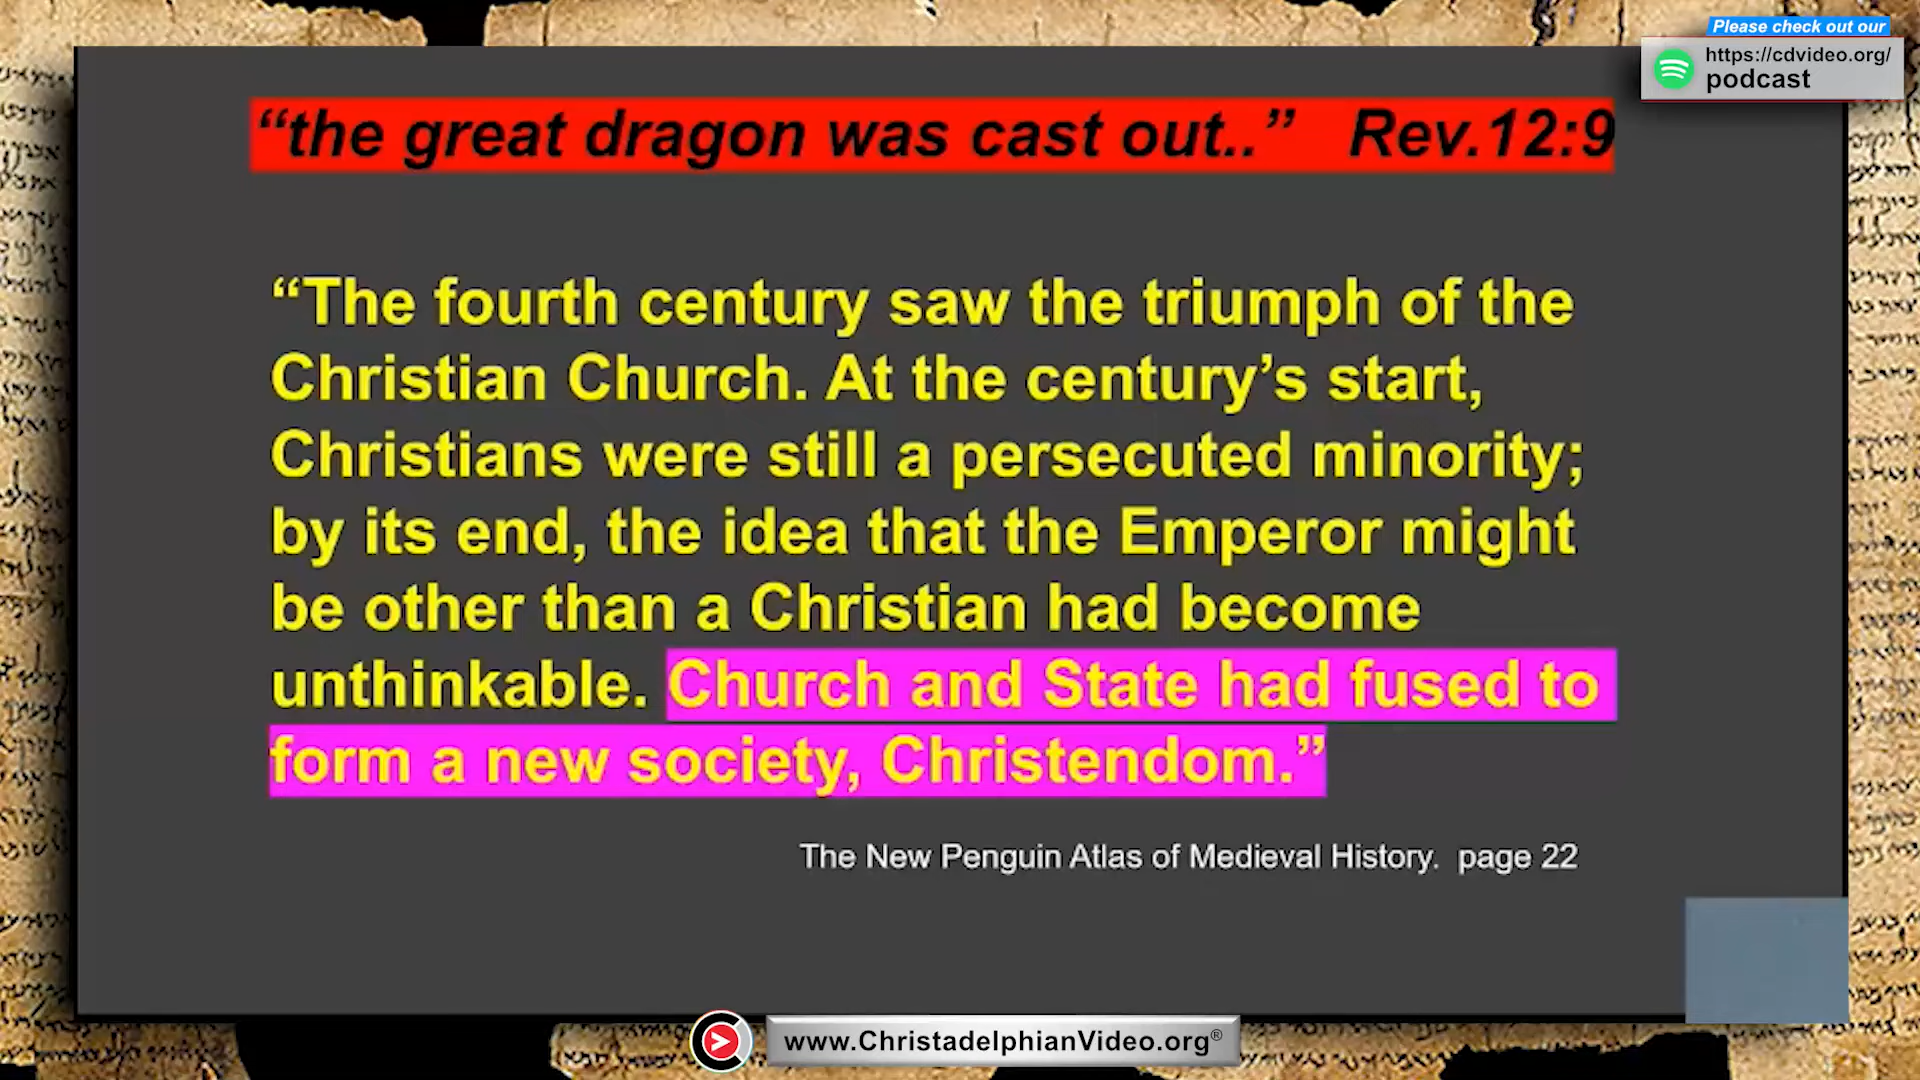 Please check out our
https://cdvideo.org/
podcast
“the great dragon was cast out..” Rev.12:9
“The fourth century saw the triumph of the
Christian Church. At the century’s start,
Christians were still a persecuted minority;
by its end, the idea that the Emperor might
be other than a Christian had become
unthinkable. Church and State had fused to
form a new society, Christendom.”
The New Penguin Atlas of Medieval History. page 22
www.ChristadelphianVideo.org®